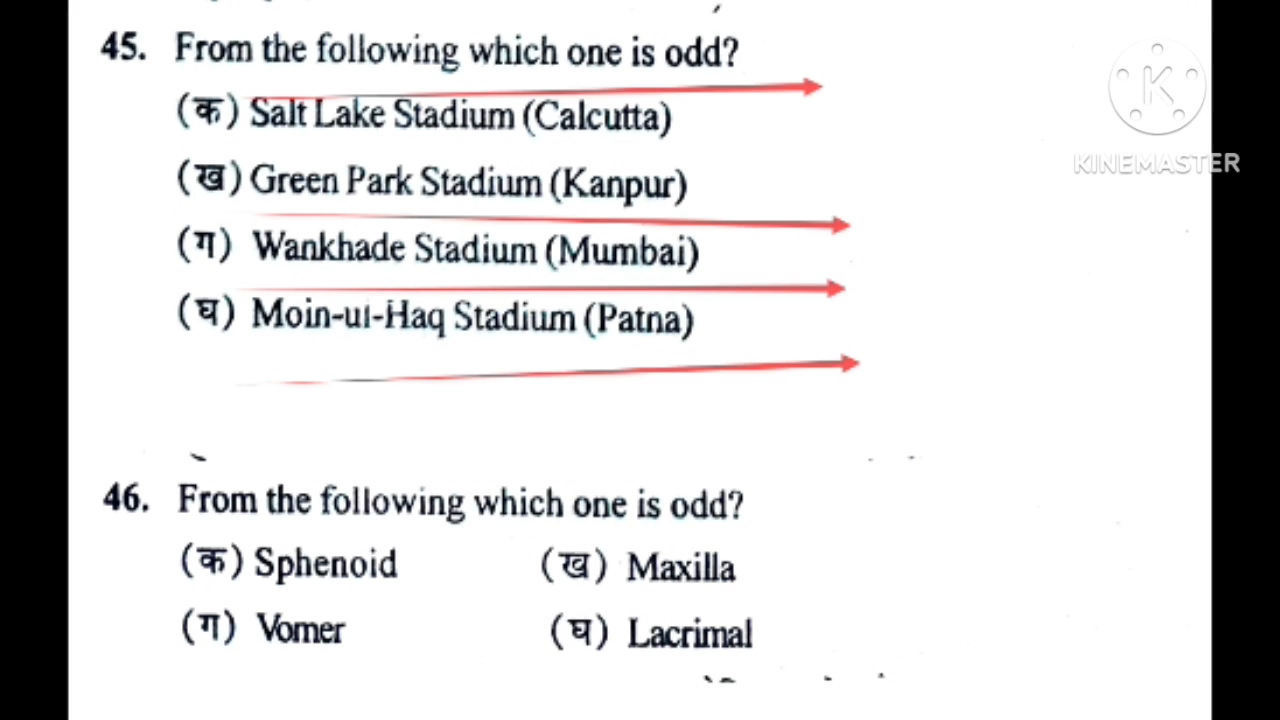 45. From the following which one is odd?
(क) Salt Lake Stadium (Calcutta)
(ख) Green Park Stadium (Kanpur)
(ग) Wankhade Stadium (Mumbai)
(घ) Moin-ul-Haq Stadium (Patna)
46. From the following which one is odd?
(क) Sphenoid (ख) Maxilla
(ग) Vomer (घ) Lacrimal
K
KINEMASTER